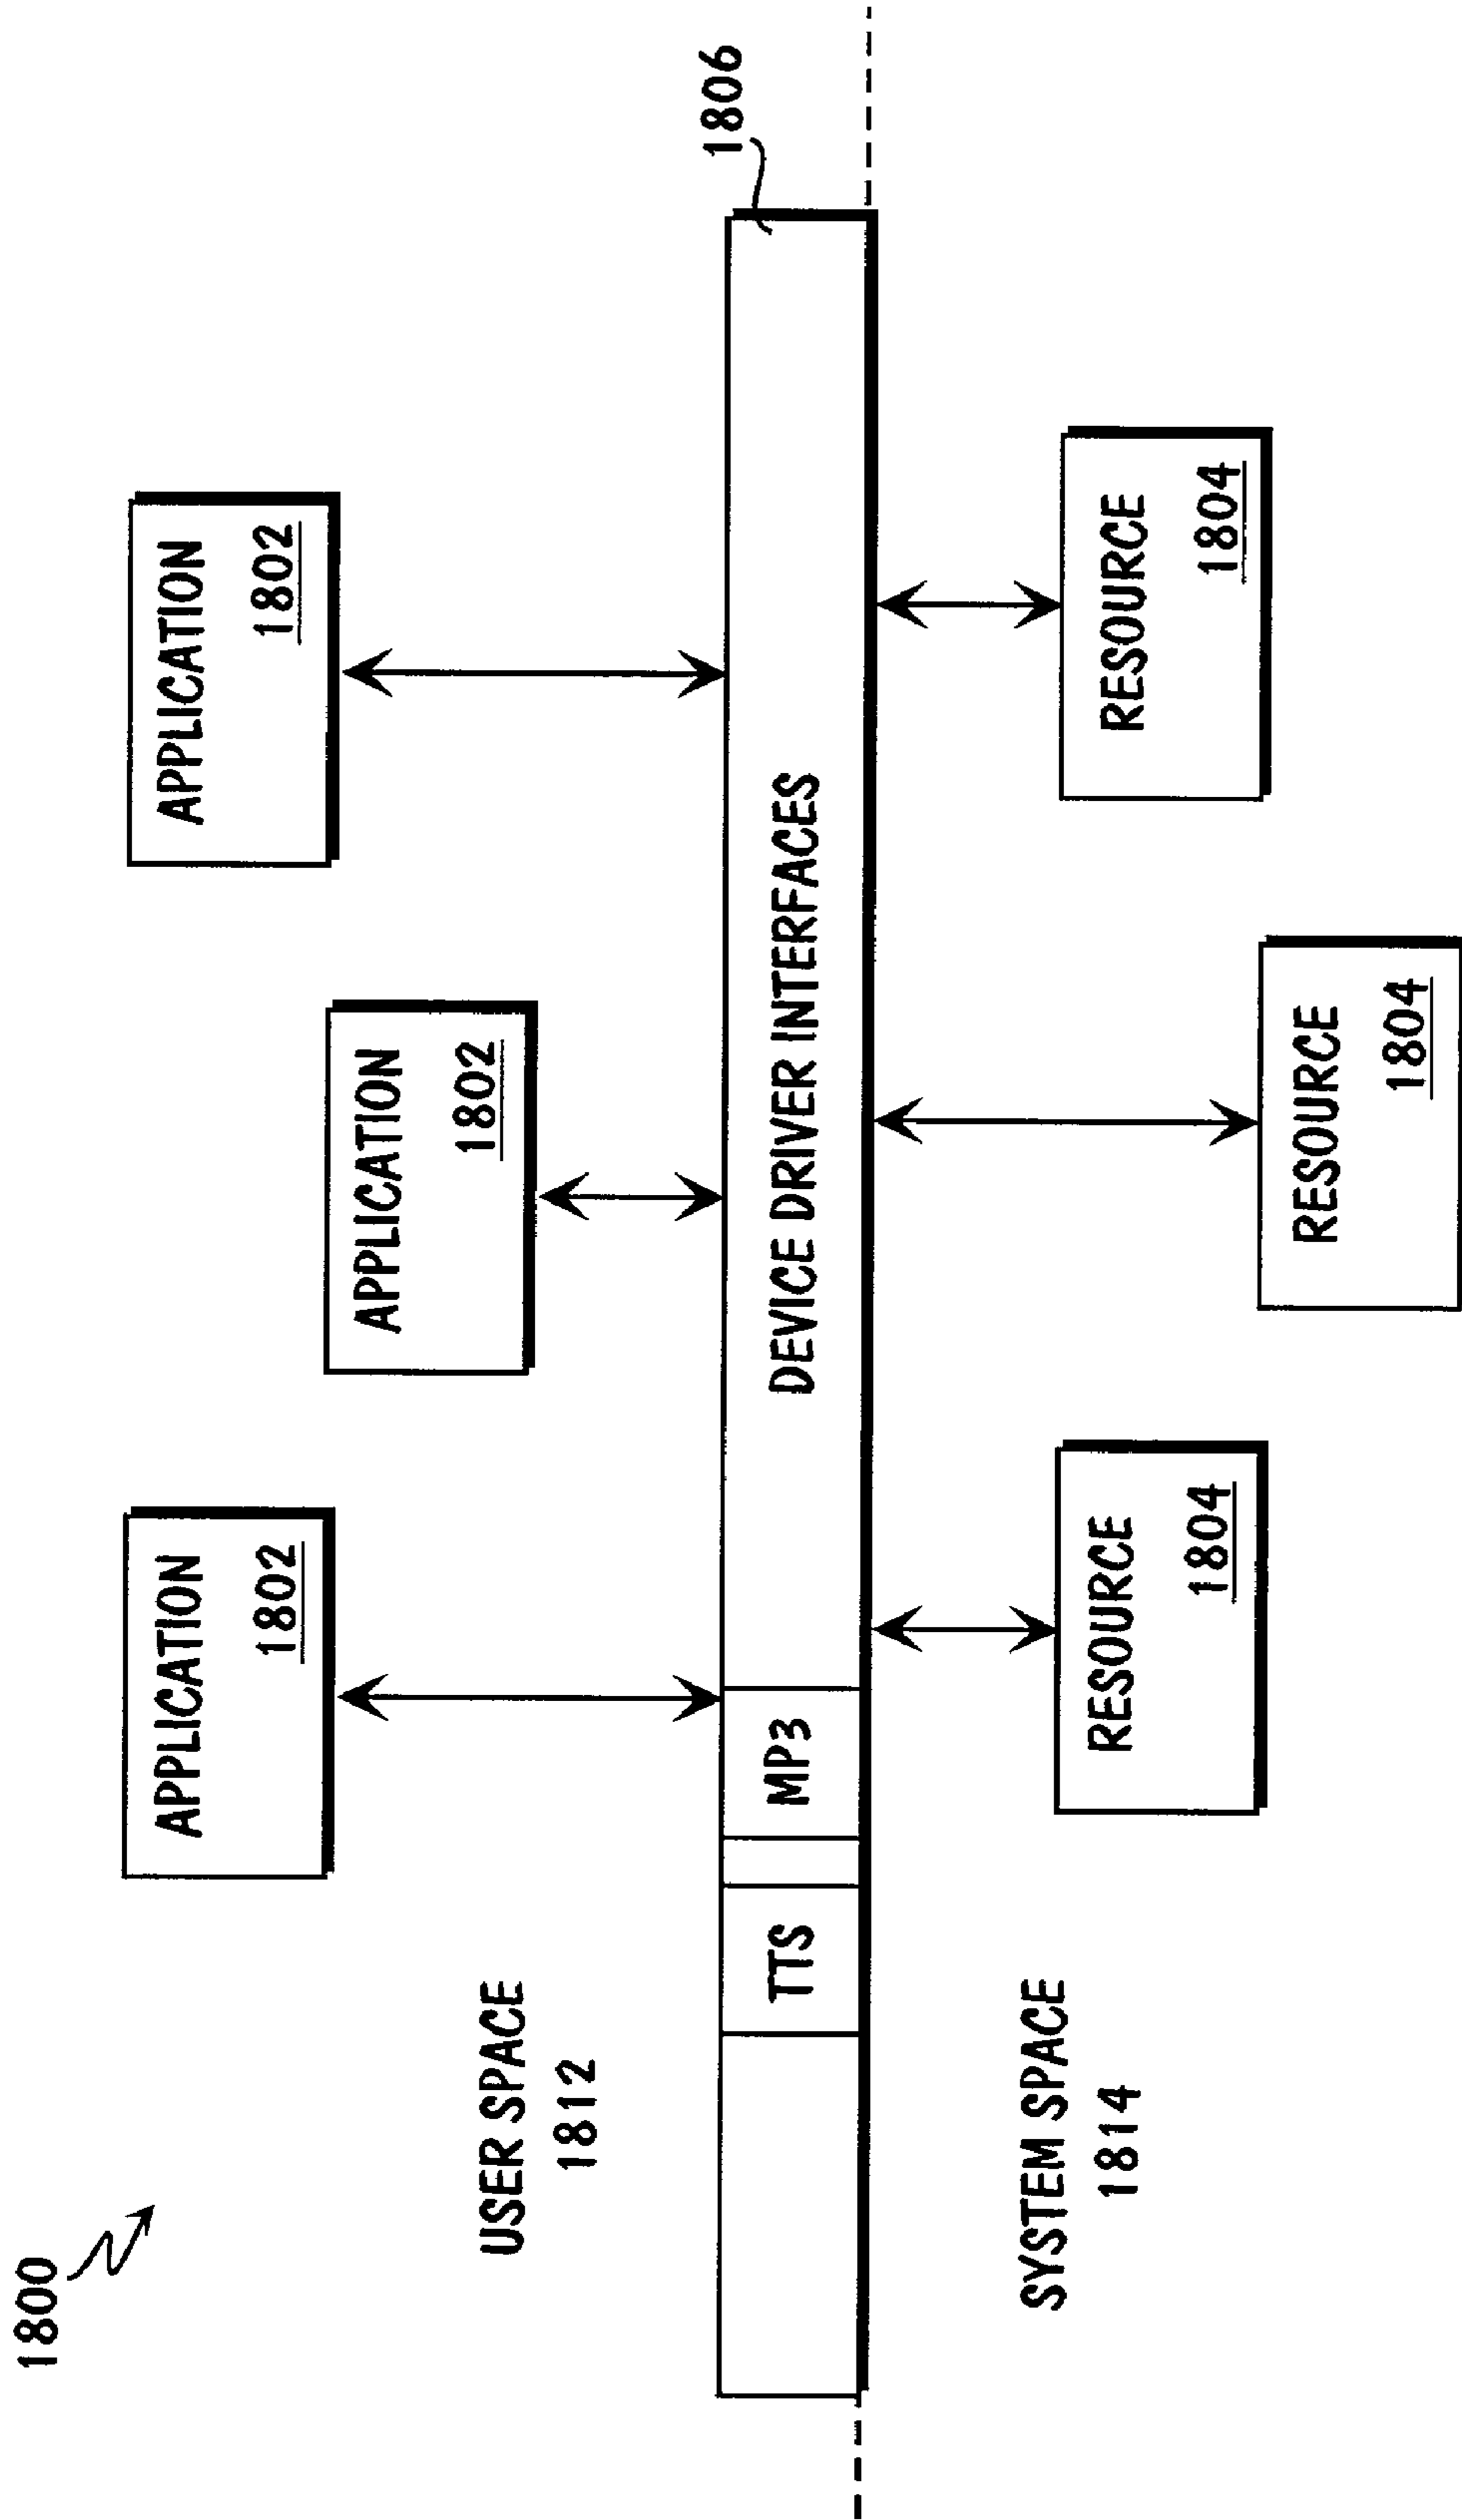 1800
APPLICATION
1802
APPLICATION
1802
APPLICATION
1802
USER SPACE
1812
1806
TTS
MP3
DEVICE DRIVER INTERFACES
SYSTEM SPACE
1814
RESOURCE
1804
RESOURCE
1804
RESOURCE
1804